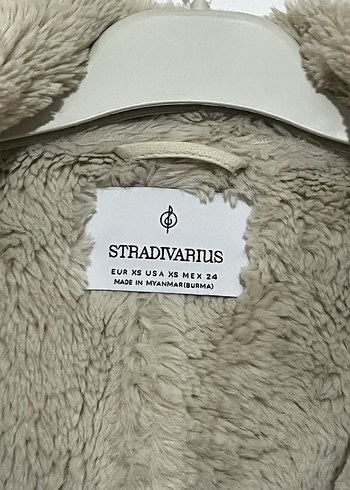 STRADIVARIUS
EUR XS USA XS MEX 24
MADE IN MYANMAR(BURMA)